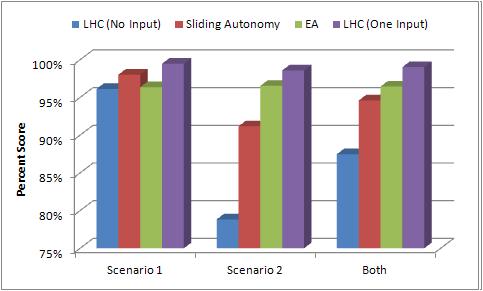 LHC (No Input) Sliding Autonomy EA LHC (One Input)
100%
95%
90%
85%
80%
75%
Percent Score
Scenario 1 Scenario 2 Both